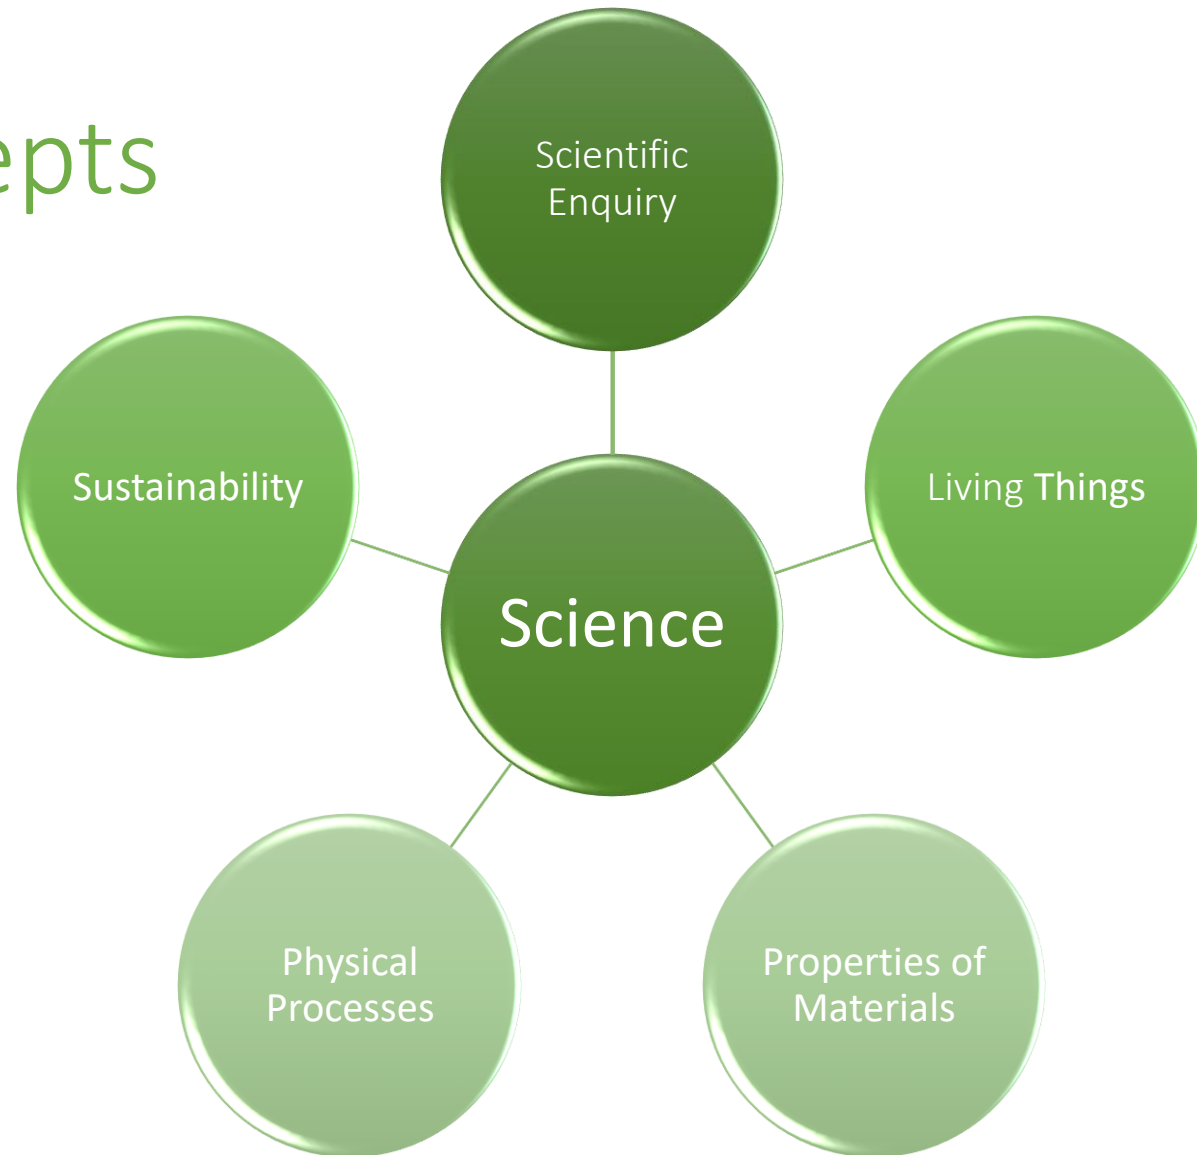 epts
Scientific
Enquiry
Sustainability
Living Things
Science
Physical
Processes
Properties of
Materials